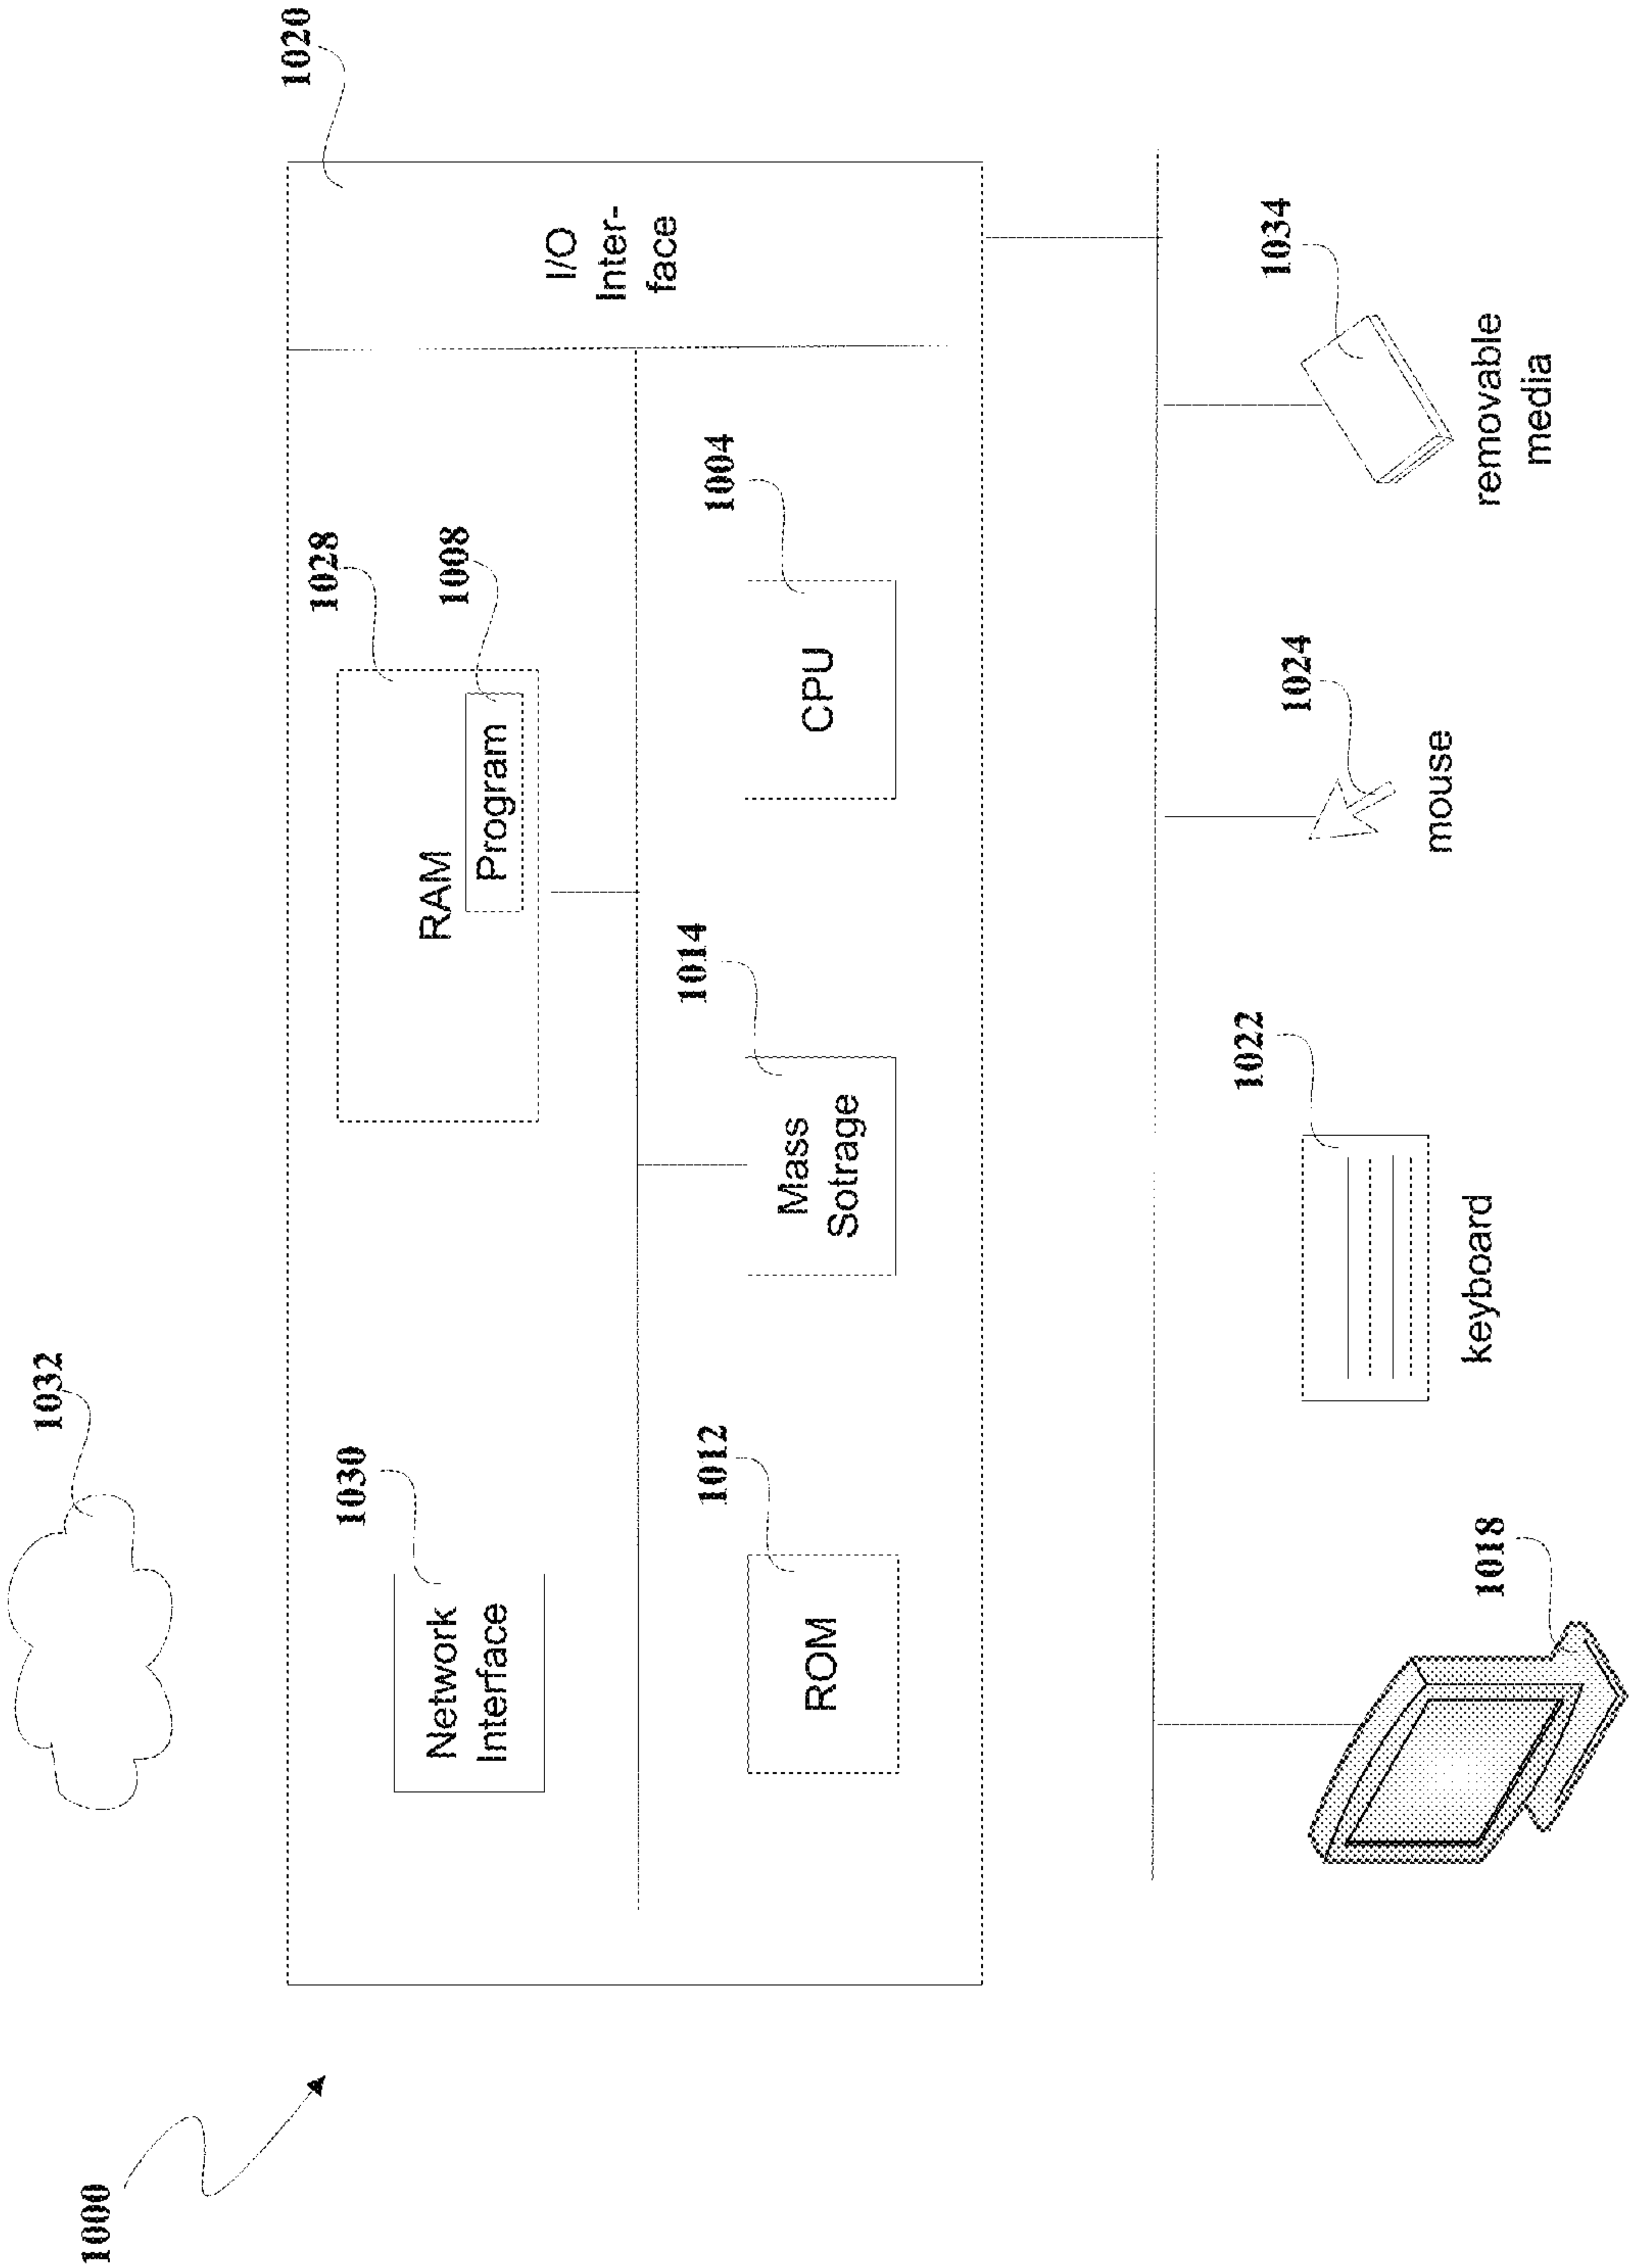 1000
1032
1020
1030
Network
Interface
1028
RAM
1008
Program
I/O
Inter-
face
1012
ROM
1014
Mass
Sotrage
1004
CPU
1018
1022
keyboard
1024
mouse
1034
removable
media